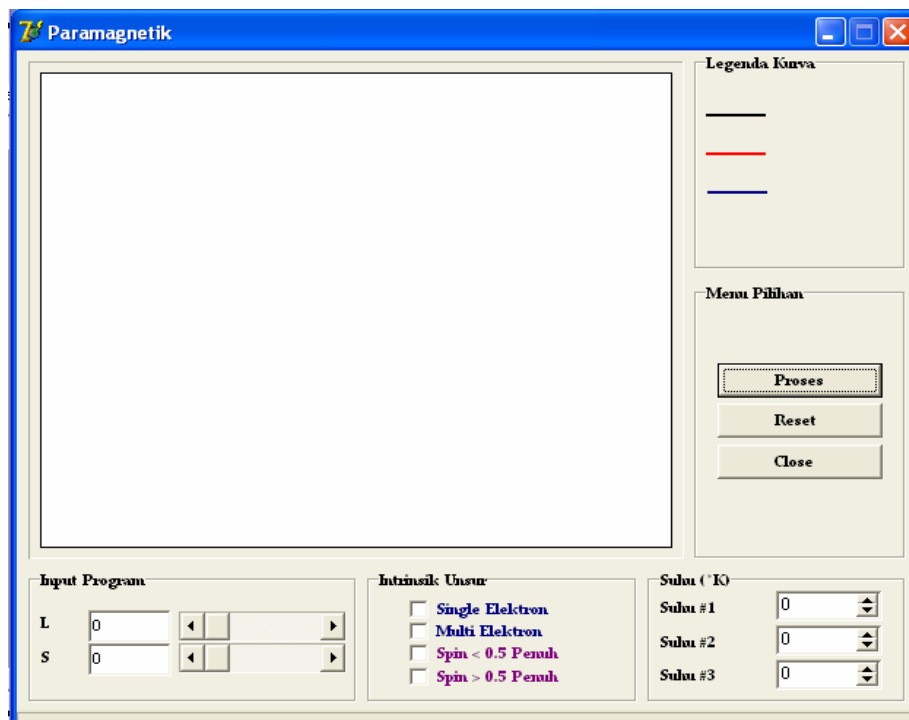 Paramagnetik
Legenda Kurva
Menu Pilihan
Proses
Reset
Close
Input Program
L 0
S 0
Intrinsik Unsur
Single Elektron
Multi Elektron
Spin < 0.5 Penuh
Spin > 0.5 Penuh
Suhu (°K)
Suhu #1 0
Suhu #2 0
Suhu #3 0